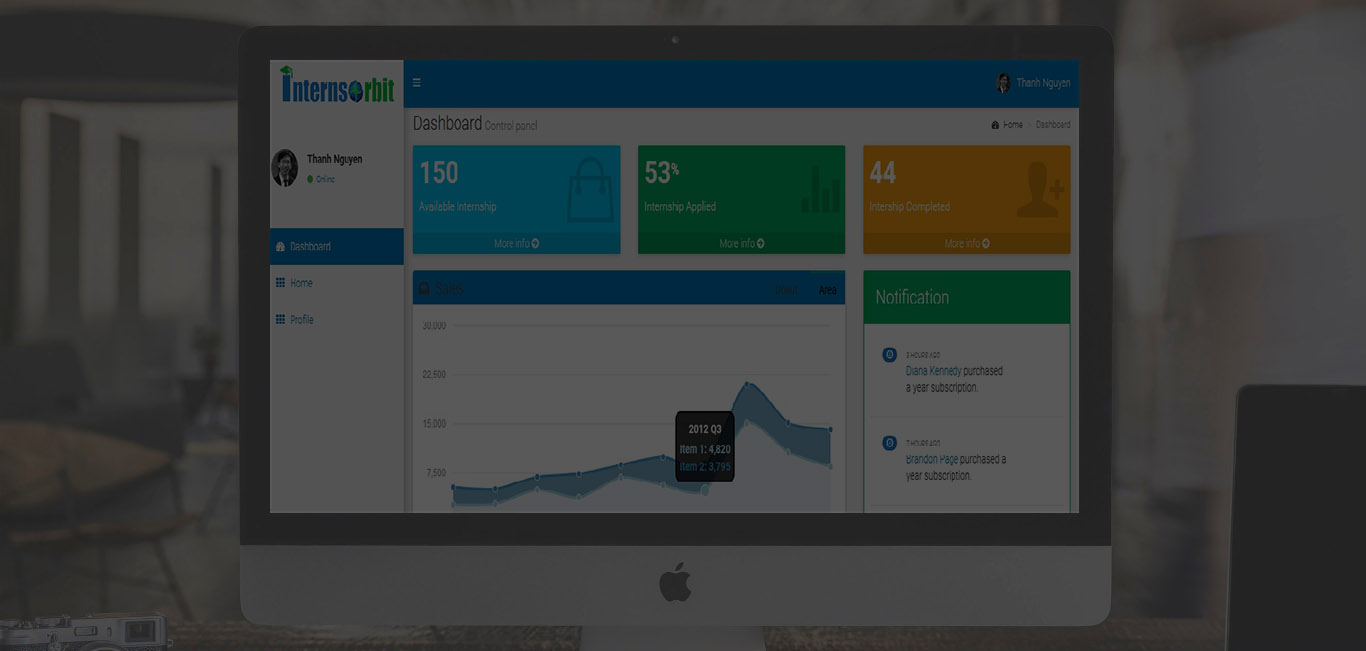 InternsOrbit
Thanh Nguyen
Dashboard Control panel
Home > Dashboard
Thanh Nguyen
Online
Dashboard
Home
Profile
150
Available Internship
More info
53%
Internship Applied
More info
44
Intership Completed
More info
Sales
Donut
Area
30,000
22,500
15,000
7,500
2012 Q3
Item 1: 4,820
Item 2: 3,795
Notification
3 HOURS AGO
Diana Kennedy purchased
a year subscription.
7 HOURS AGO
Brandon Page purchased a
year subscription.